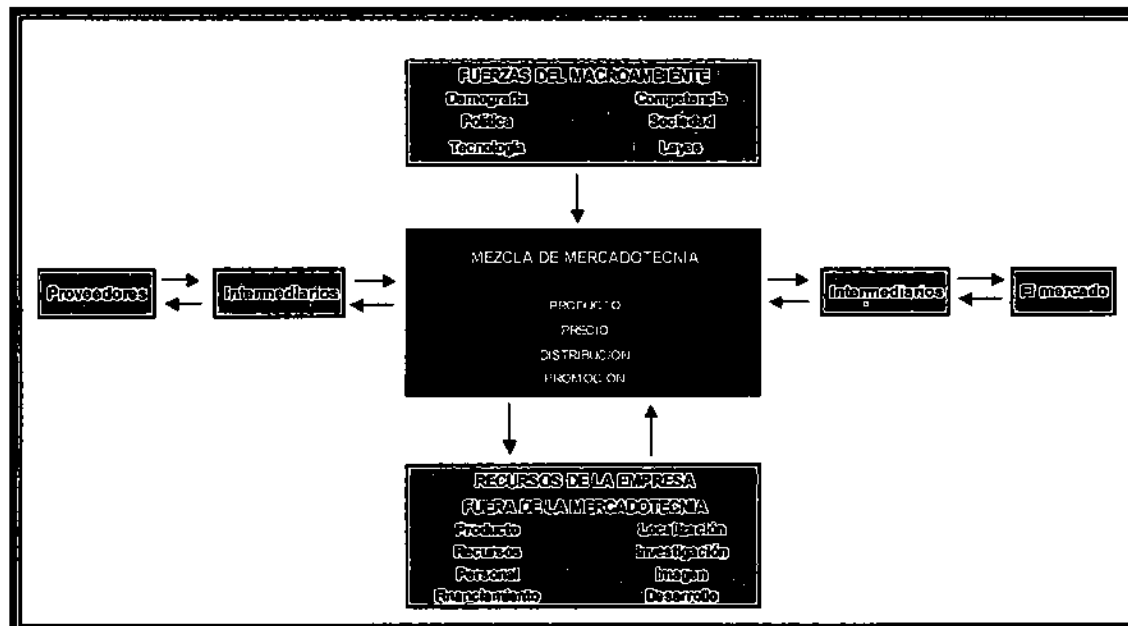 FUERZAS DEL MACROAMBIENTE
Demografía Competencia
Política Sociedad
Tecnología Leyes
MEZCLA DE MERCADOTECNIA
PRODUCTO
PRECIO
DISTRIBUCION
PROMOCION
Proveedores
Intermediarios
Intermediarios
El mercado
RECURSOS DE LA EMPRESA
FUERA DE LA MERCADOTECNIA
Producto Localización
Recursos Investigación
Personal Imagen
Financiamiento Desarrollo